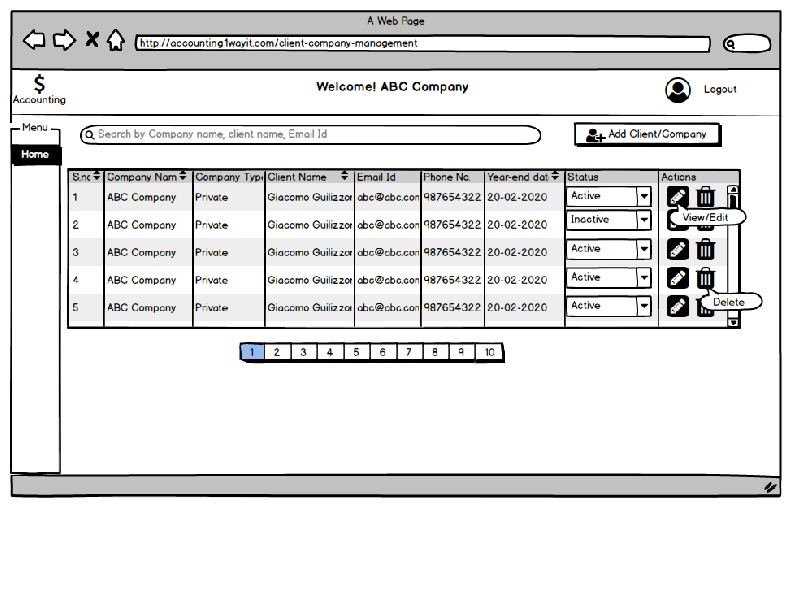 A Web Page
http://accounting1wayit.com/client-company-management
$
Accounting
Welcome! ABC Company
Logout
Menu
Home
Search by Company name, client name, Email Id
Add Client/Company
S.no Company Nam Company Type Client Name Email Id Phone No. Year-end dat Status Actions
1 ABC Company Private Giacomo Guilizzor abc@abc.con 987654322 20-02-2020 Active
View/Edit
2 ABC Company Private Giacomo Guilizzor abc@abc.con 987654322 20-02-2020 Inactive
3 ABC Company Private Giacomo Guilizzor abc@abc.con 987654322 20-02-2020 Active
4 ABC Company Private Giacomo Guilizzor abc@abc.con 987654322 20-02-2020 Active
Delete
5 ABC Company Private Giacomo Guilizzor abc@abc.con 987654322 20-02-2020 Active
1 2 3 4 5 6 7 8 9 10